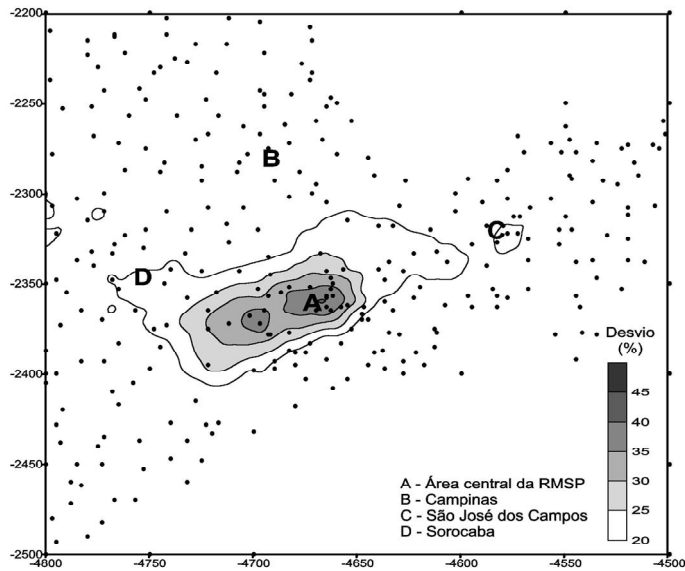 -2200
-2250
-2300
-2350
-2400
-2450
-2500
B
C
D
A
Desvio
(%)
45
40
35
30
25
20
A - Área central da RMSP
B - Campinas
C - São José dos Campos
D - Sorocaba
-4800 -4750 -4700 -4650 -4600 -4550 -4500